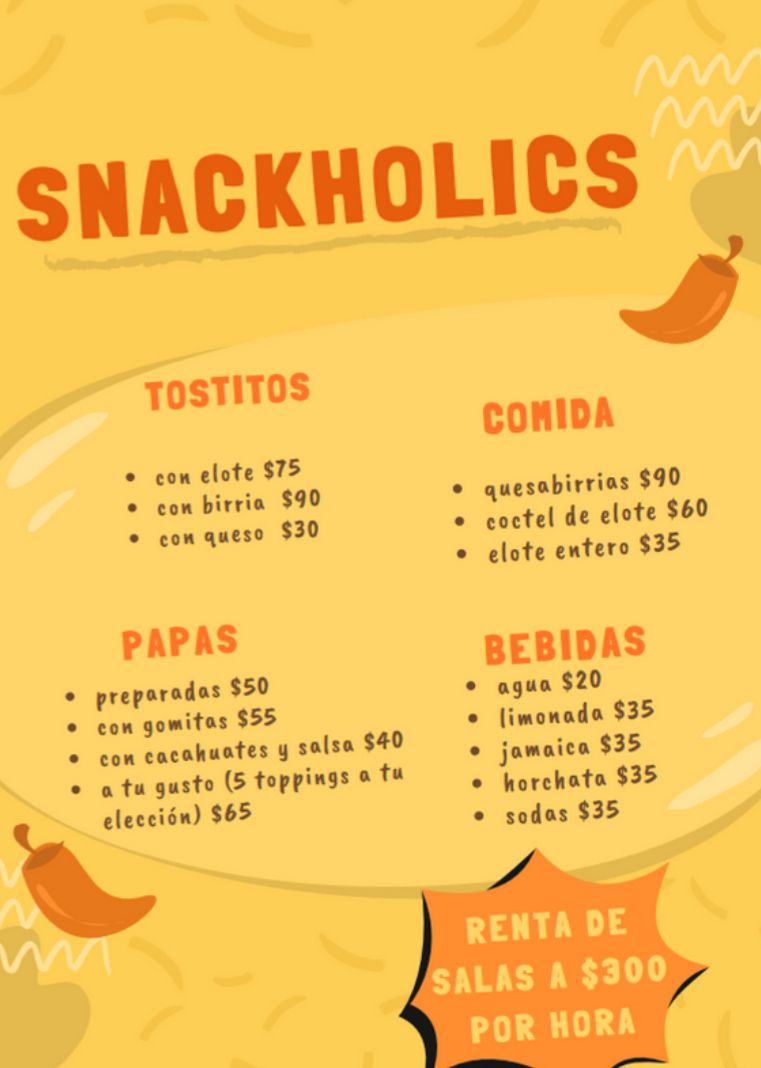 SNACKHOLICS
TOSTITOS
con elote $75
con birria $90
con queso $30
COMIDA
quesabirrias $90
coctel de elote $60
elote entero $35
PAPAS
preparadas $50
con gomitas $55
con cacahuates y salsa $40
a tu gusto (5 toppings a tu
elección) $65
BEBIDAS
agua $20
limonada $35
jamaica $35
horchata $35
sodas $35
RENTA DE
SALAS A $300
POR HORA